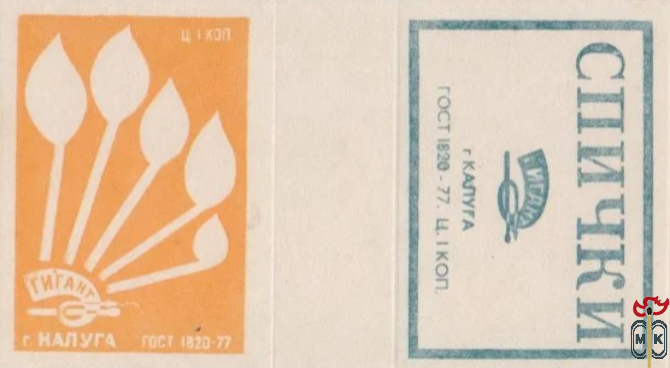 Ц. 1 КОП.
ГИГАНТ
г. КАЛУГА ГОСТ 1820-77
СПИЧКИ
ГИГАНТ
г КАЛУГА
ГОСТ 1820 - 77. Ц. 1 КОП.
МК